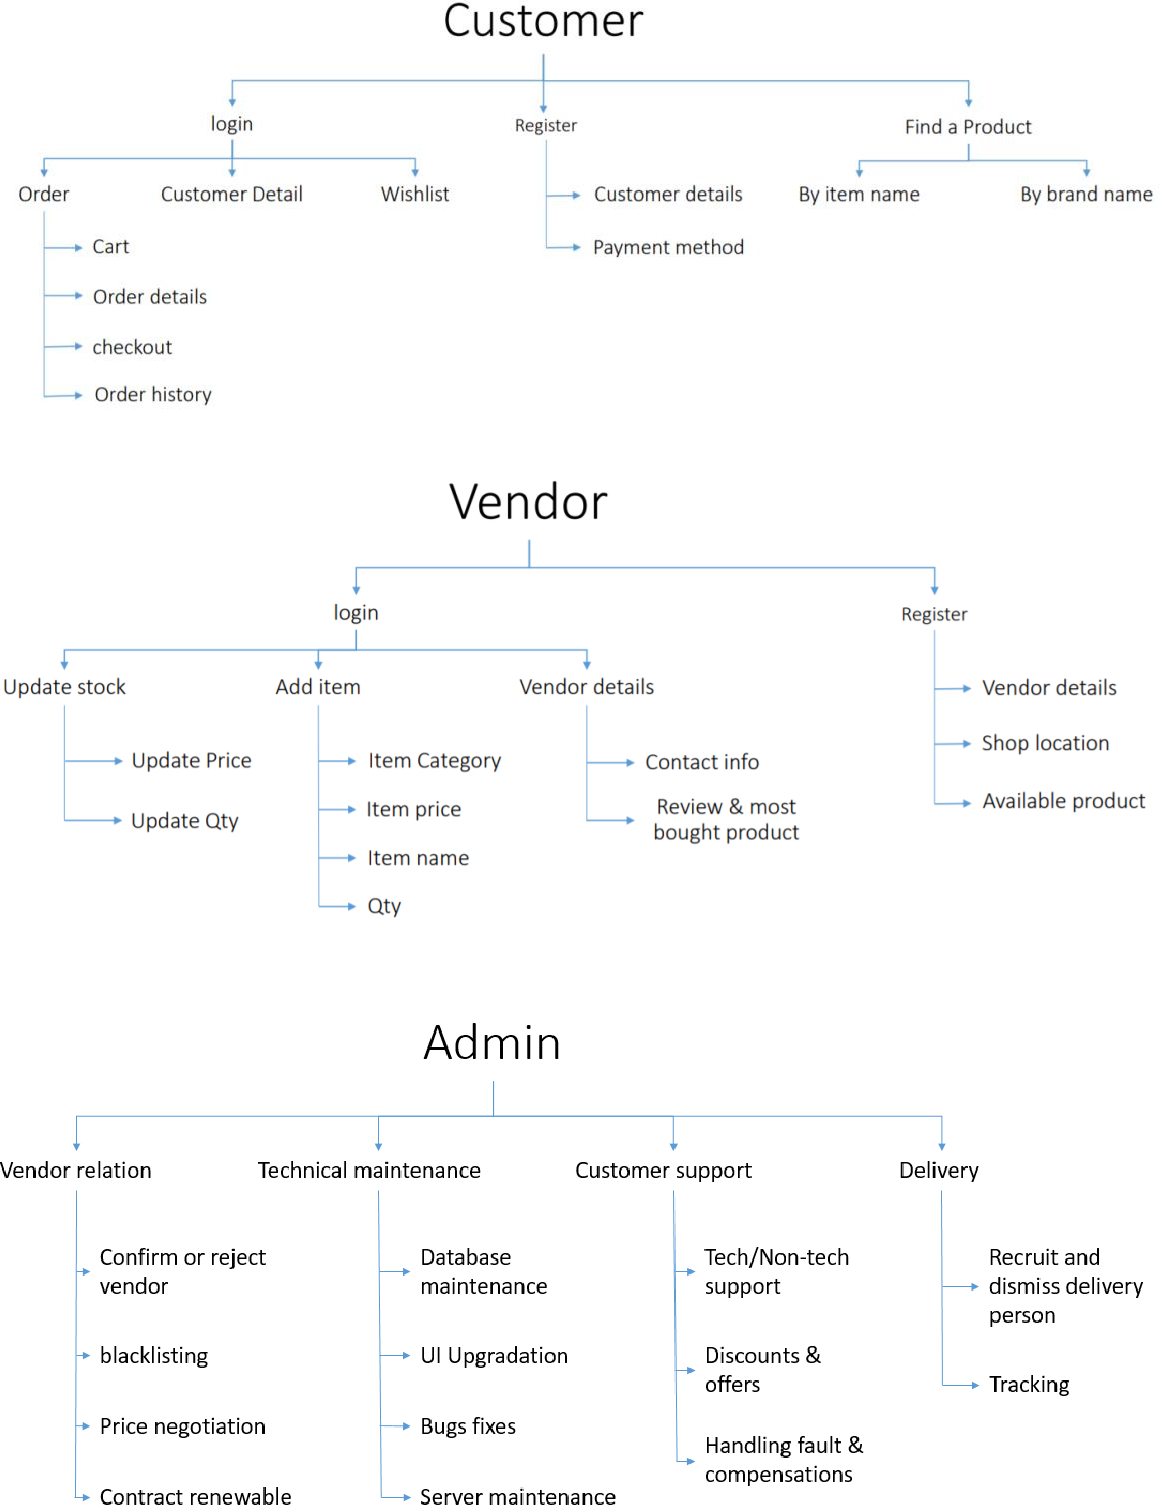 Customer
login
Register
Find a Product
Order
Customer Detail
Wishlist
Customer details
By item name
By brand name
Cart
Payment method
Order details
checkout
Order history
Vendor
login
Register
Update stock
Add item
Vendor details
Vendor details
Shop location
Update Price
Item Category
Contact info
Available product
Item price
Review & most
bought product
Update Qty
Item name
Qty
Admin
Vendor relation
Technical maintenance
Customer support
Delivery
Confirm or reject
vendor
Database
maintenance
Tech/Non-tech
support
Recruit and
dismiss delivery
person
blacklisting
UI Upgradation
Discounts &
offers
Tracking
Price negotiation
Bugs fixes
Handling fault &
compensations
Contract renewable
Server maintenance